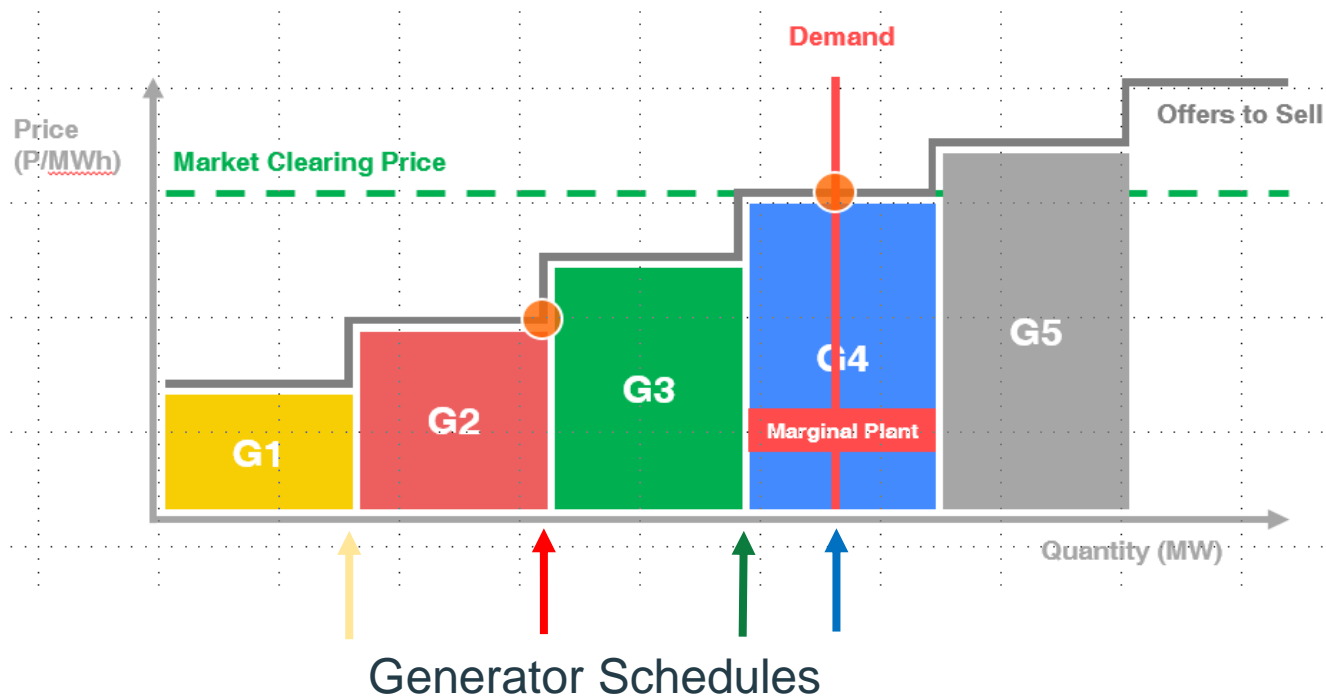 Demand
Price
(P/MWh)
Market Clearing Price
Offers to Sell
G1
G2
G3
G4
G5
Marginal Plant
Quantity (MW)
Generator Schedules